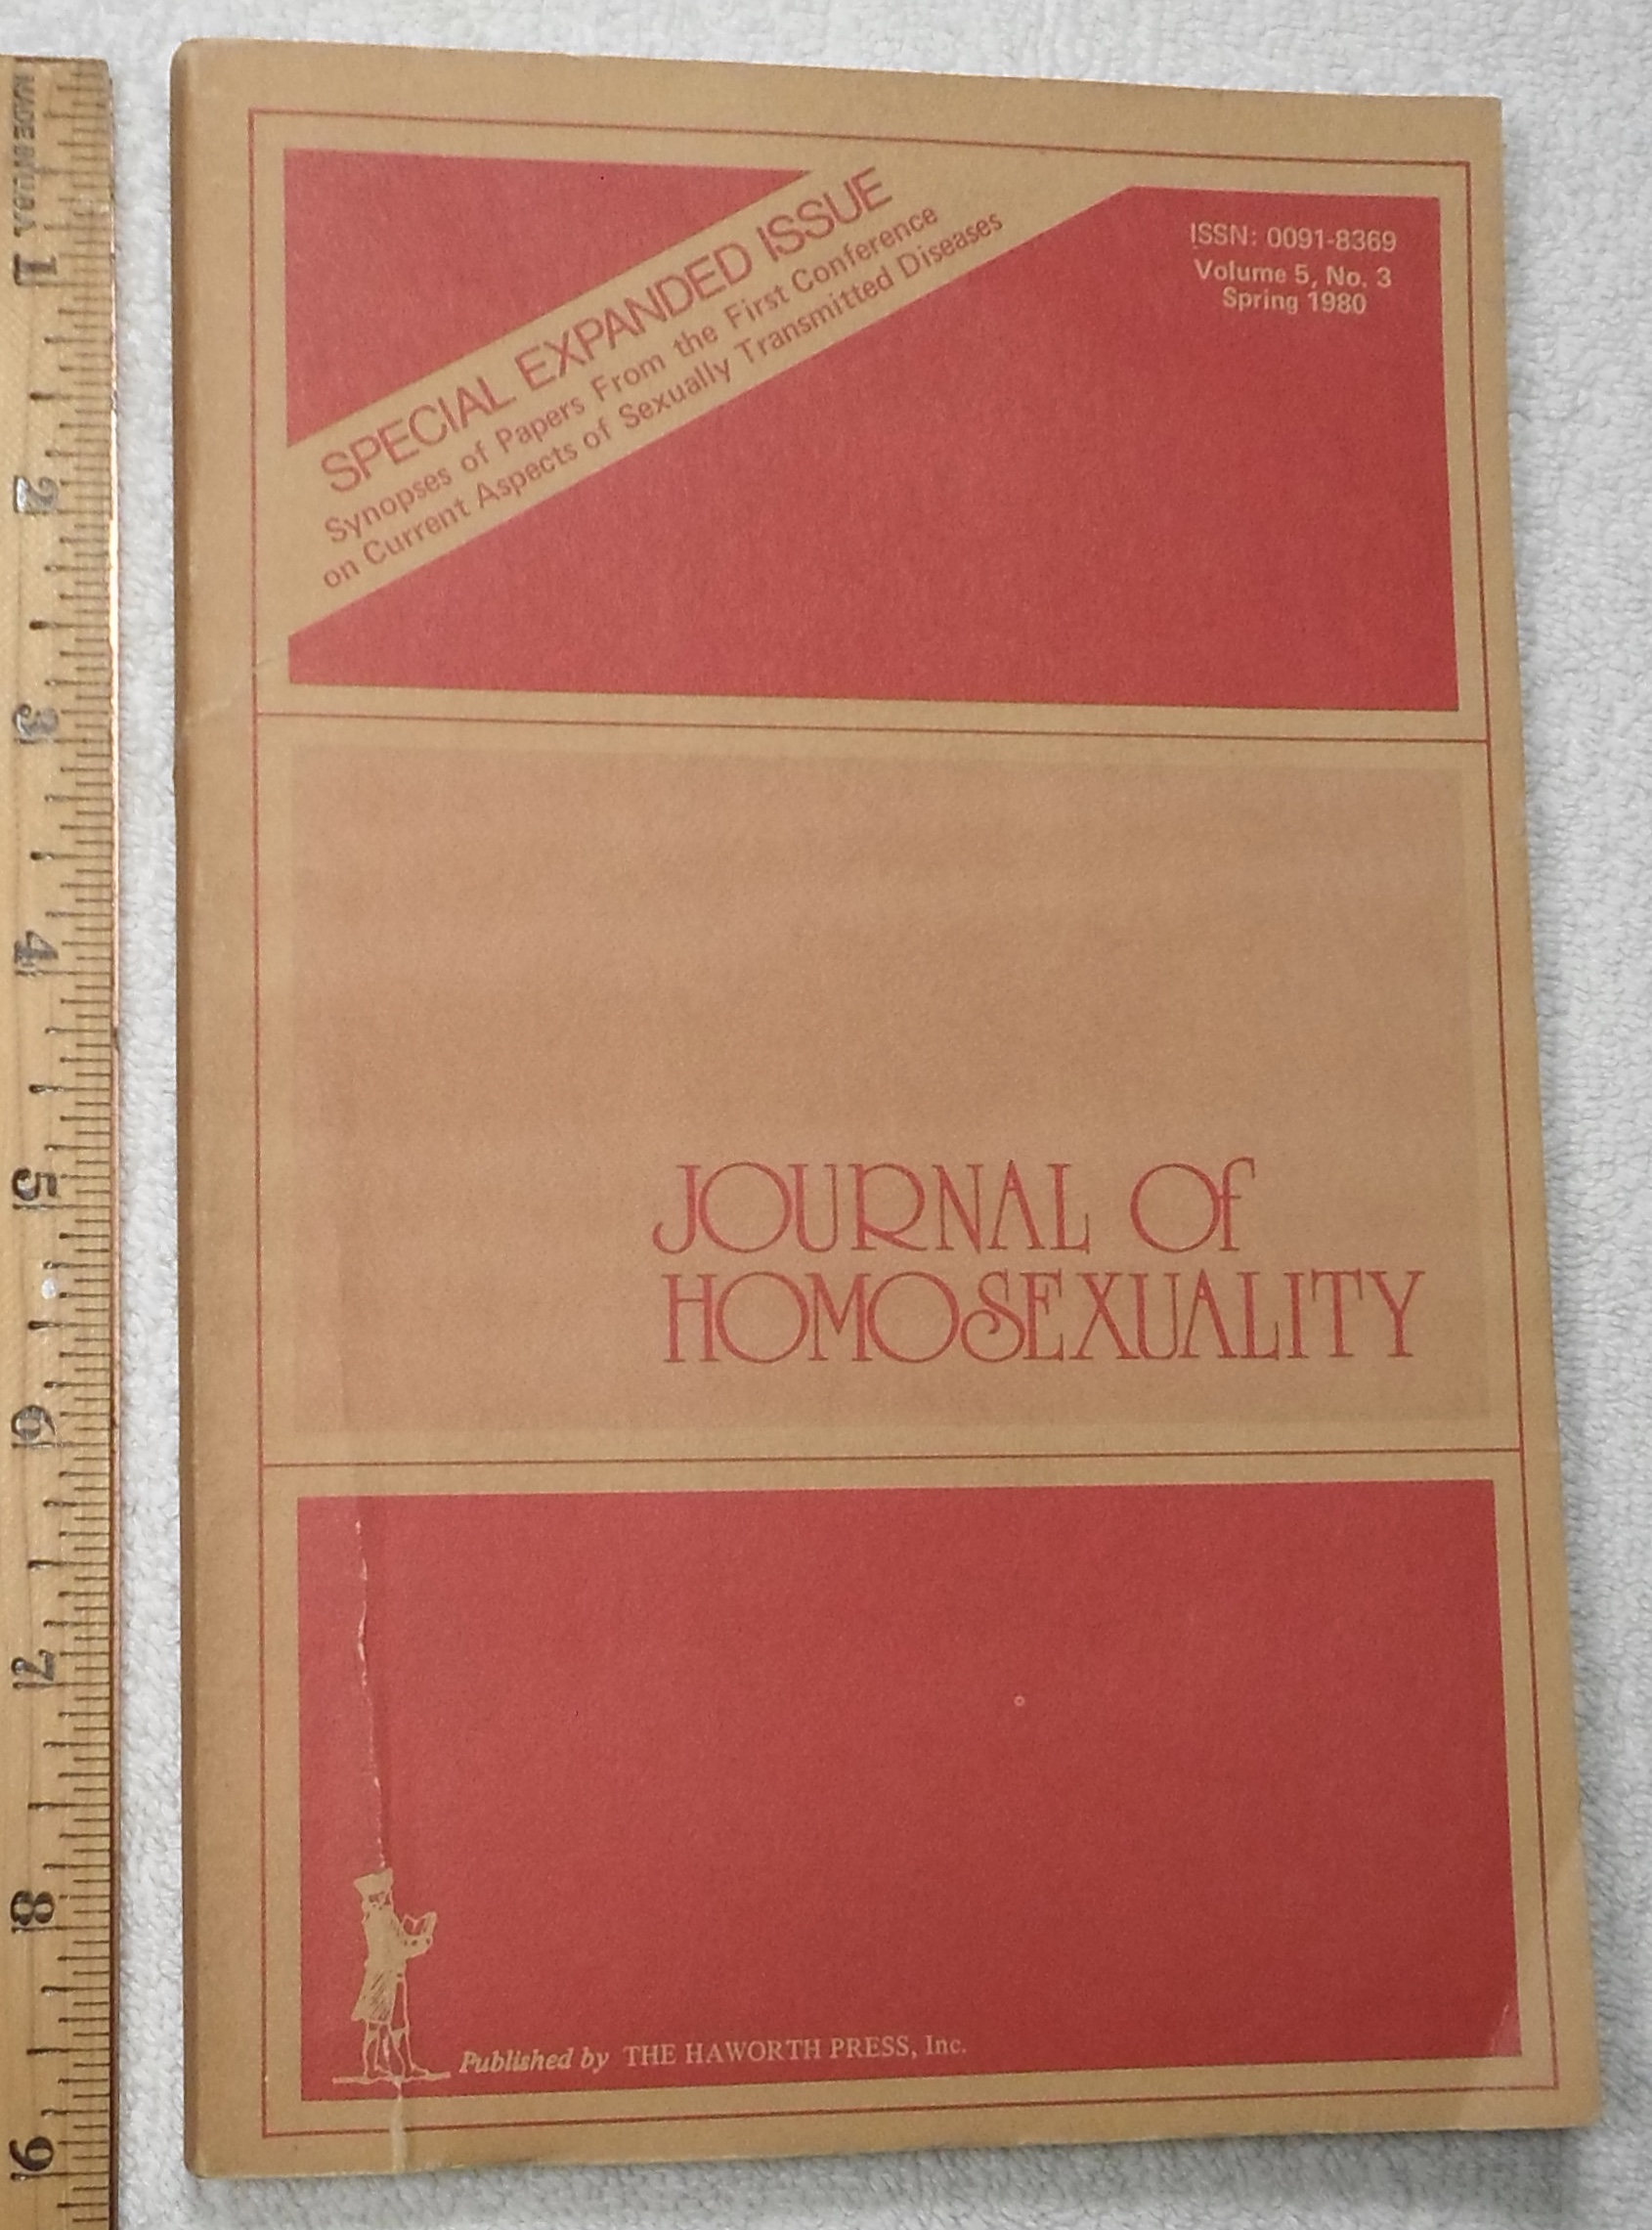 SPECIAL EXPANDED ISSUE
Synopses of Papers From the First Conference
on Current Aspects of Sexually Transmitted Diseases
ISSN: 0091-8369
Volume 5, No. 3
Spring 1980
JOURNAL Of
HOMOSEXUALITY
Published by THE HAWORTH PRESS, Inc.
MADE IN U.S.A.
1
2
3
4
5
6
7
8
9